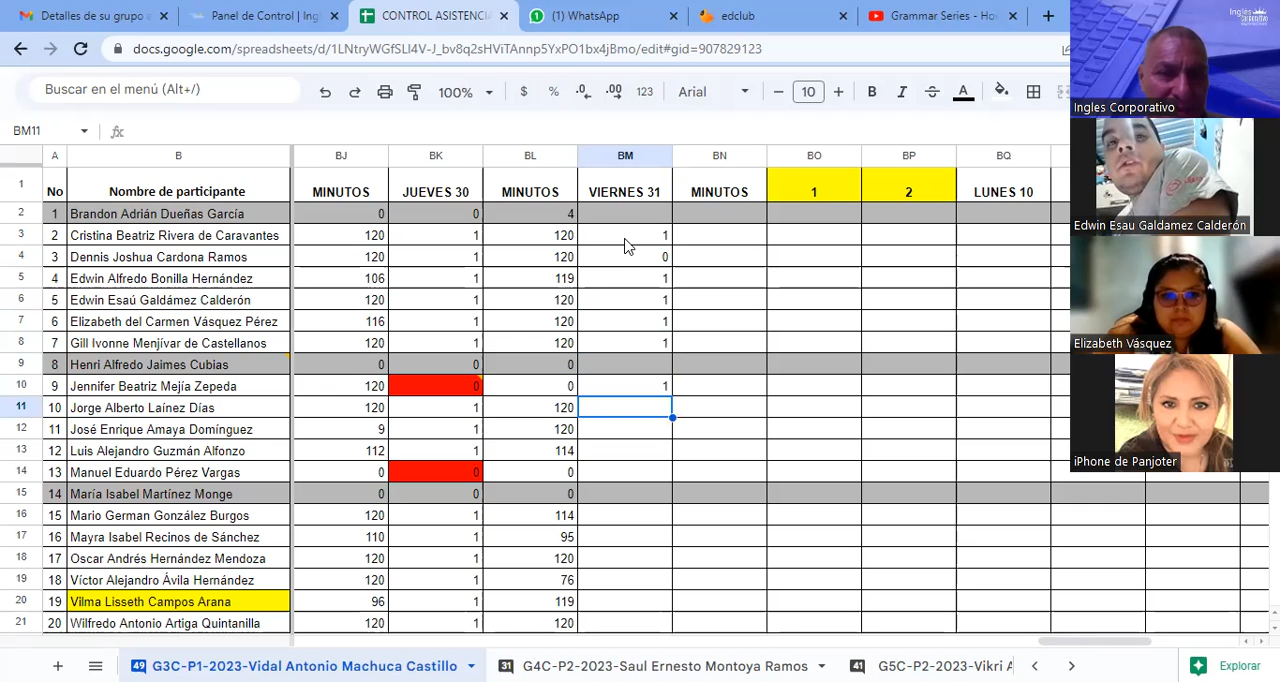 Detalles de su grupo a
Panel de Control | Ing
CONTROL ASISTENCIA
(1) WhatsApp
edclub
Grammar Series - Ho
docs.google.com/spreadsheets/d/1LNtryWGfSLl4V-J_bv8q2sHViTAnnp5YxPO1bx4jBmo/edit#gid=907829123
Buscar en el menú (Alt+/)
100%
$ % .0 .00 123
Arial
10
B I S A
BM11
fx
A B BJ BK BL BM BN BO BP BQ
1 No Nombre de participante MINUTOS JUEVES 30 MINUTOS VIERNES 31 MINUTOS 1 2 LUNES 10
2 1 Brandon Adrián Dueñas García 0 0 4
3 2 Cristina Beatriz Rivera de Caravantes 120 1 120 1
4 3 Dennis Joshua Cardona Ramos 120 1 120 0
5 4 Edwin Alfredo Bonilla Hernández 106 1 119 1
6 5 Edwin Esaú Galdámez Calderón 120 1 120 1
7 6 Elizabeth del Carmen Vásquez Pérez 116 1 120 1
8 7 Gill Ivonne Menjívar de Castellanos 120 1 120 1
9 8 Henri Alfredo Jaimes Cubias 0 0 0
10 9 Jennifer Beatriz Mejía Zepeda 120 0 0 1
11 10 Jorge Alberto Laínez Días 120 1 120
12 11 José Enrique Amaya Domínguez 9 120
13 12 Luis Alejandro Guzmán Alfonzo 112 1 114
14 13 Manuel Eduardo Pérez Vargas 0 0 0
15 14 María Isabel Martínez Monge 0 0 0
16 15 Mario German González Burgos 120 1 114
17 16 Mayra Isabel Recinos de Sánchez 110 1 95
18 17 Oscar Andrés Hernández Mendoza 120 1 120
19 18 Víctor Alejandro Ávila Hernández 120 1 76
20 19 Vilma Lisseth Campos Arana 96 1 119
21 20 Wilfredo Antonio Artiga Quintanilla 120 1 120
49 G3C-P1-2023-Vidal Antonio Machuca Castillo
31 G4C-P2-2023-Saul Ernesto Montoya Ramos
41 G5C-P2-2023-Vikri A
Explorar
Ingles
Ingles Corporativo
Edwin Esau Galdamez Calderón
Elizabeth Vásquez
iPhone de Panjoter